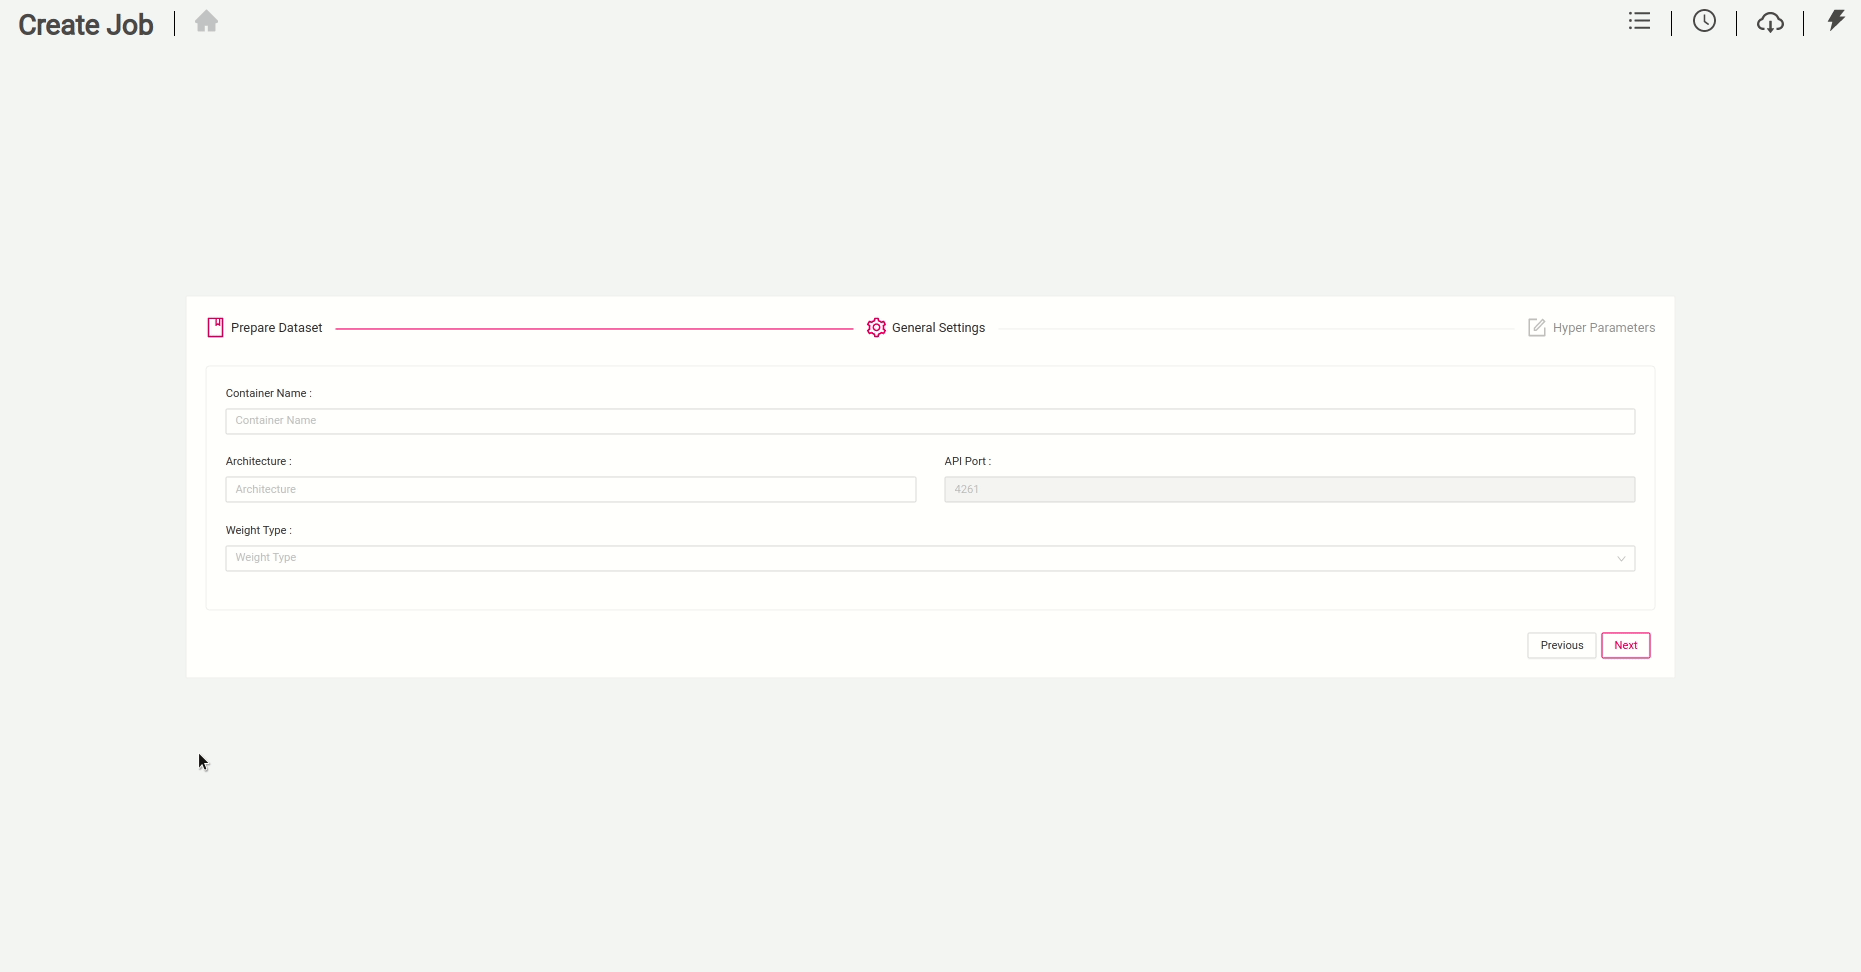 Create Job
Prepare Dataset
General Settings
Hyper Parameters
Container Name :
Container Name
Architecture :
API Port :
Architecture
4261
Weight Type :
Weight Type
Previous
Next